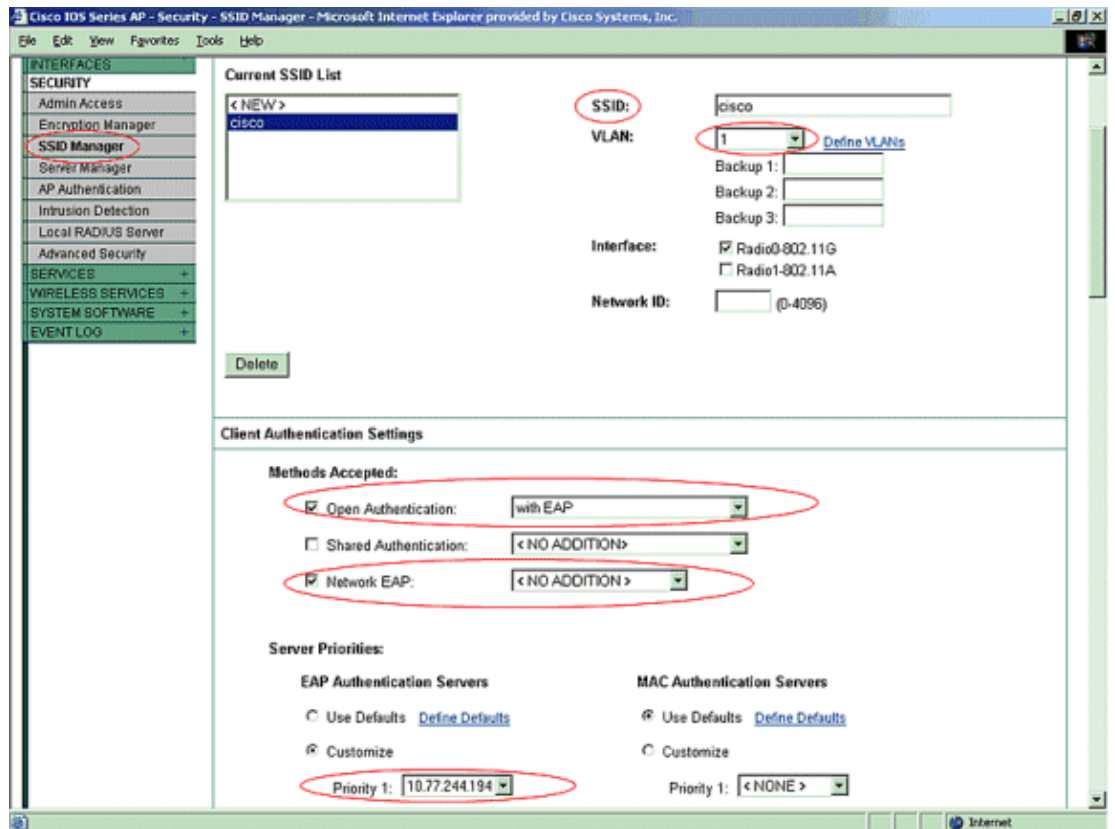 Cisco IOS Series AP - Security - SSID Manager - Microsoft Internet Explorer provided by Cisco Systems, Inc.
File Edit View Favorites Tools Help
INTERFACES
SECURITY
Admin Access
Encryption Manager
SSID Manager
Server Manager
AP Authentication
Intrusion Detection
Local RADIUS Server
Advanced Security
SERVICES +
WIRELESS SERVICES +
SYSTEM SOFTWARE +
EVENT LOG +
Current SSID List
< NEW >
cisco
Delete
SSID: cisco
VLAN: 1 Define VLANs
Backup 1:
Backup 2:
Backup 3:
Interface: Radio0-802.11G
Radio1-802.11A
Network ID: (0-4096)
Client Authentication Settings
Methods Accepted:
Open Authentication: with EAP
Shared Authentication: < NO ADDITION>
Network EAP: < NO ADDITION >
Server Priorities:
EAP Authentication Servers
Use Defaults Define Defaults
Customize
Priority 1: 10.77.244.194
MAC Authentication Servers
Use Defaults Define Defaults
Customize
Priority 1: < NONE >
Internet